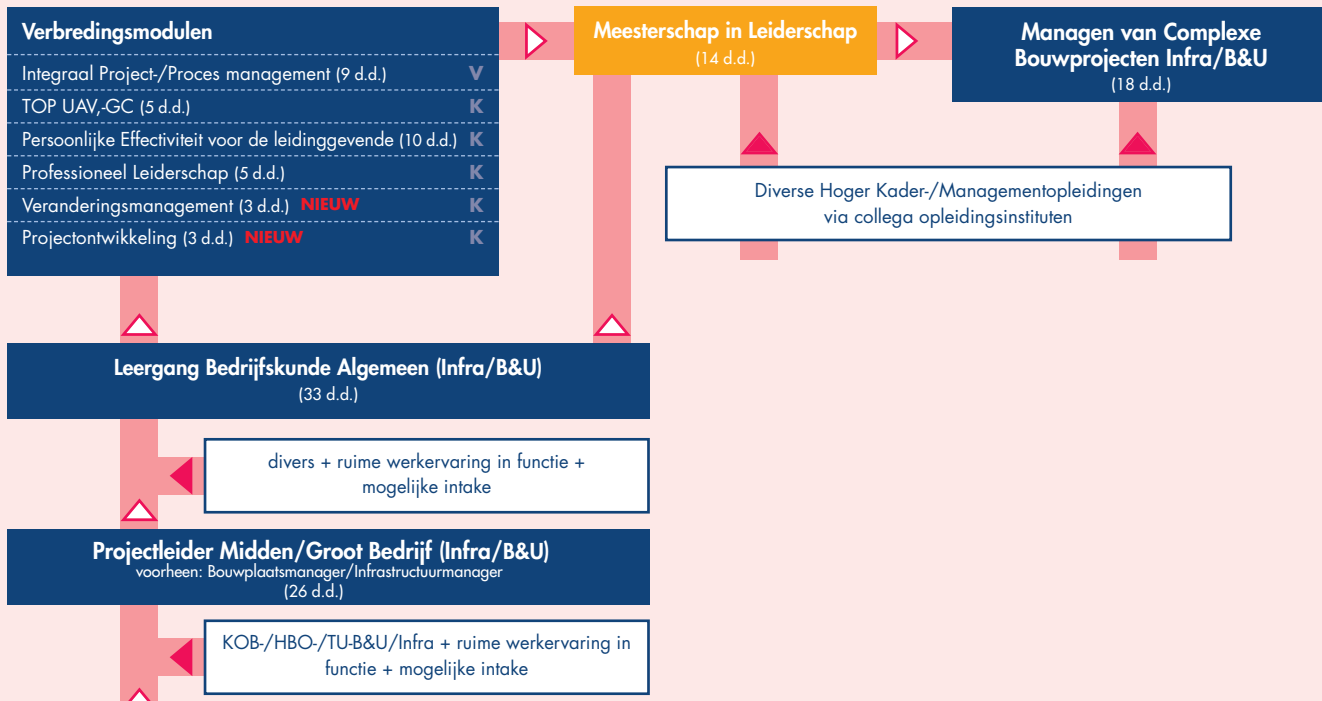 Verbredingsmodulen
Integraal Project-/Proces management (9 d.d.) V
TOP UAV,-GC (5 d.d.) K
Persoonlijke Effectiviteit voor de leidinggevende (10 d.d.) K
Professioneel Leiderschap (5 d.d.) K
Veranderingsmanagement (3 d.d.) NIEUW K
Projectontwikkeling (3 d.d.) NIEUW K
Meesterschap in Leiderschap
(14 d.d.)
Managen van Complexe
Bouwprojecten Infra/B&U
(18 d.d.)
Diverse Hoger Kader-/Managementopleidingen
via collega opleidingsinstituten
Leergang Bedrijfskunde Algemeen (Infra/B&U)
(33 d.d.)
divers + ruime werkervaring in functie +
mogelijke intake
Projectleider Midden/Groot Bedrijf (Infra/B&U)
voorheen: Bouwplaatsmanager/Infrastructuurmanager
(26 d.d.)
KOB-/HBO-/TU-B&U/Infra + ruime werkervaring in
functie + mogelijke intake